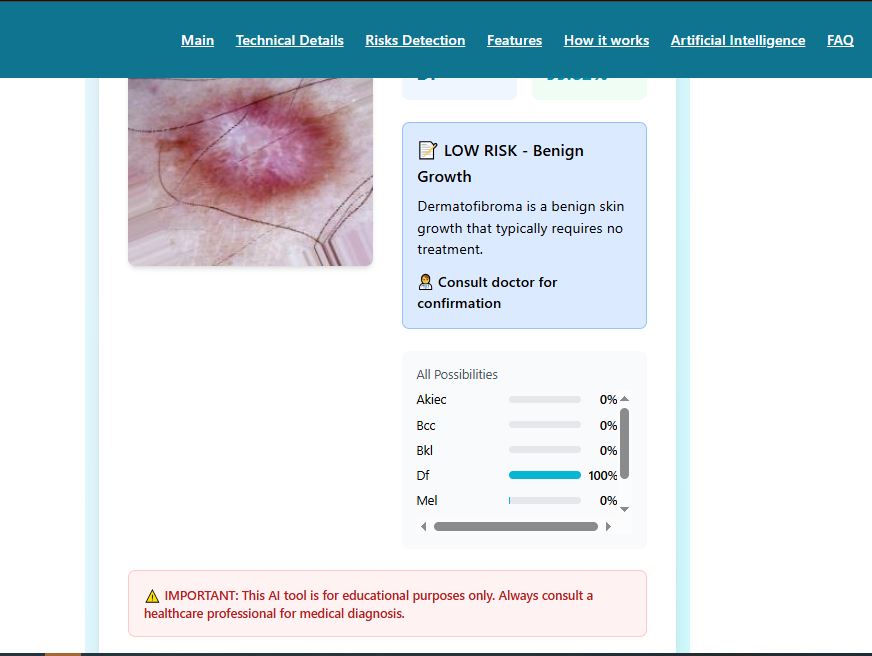 Main Technical Details Risks Detection Features How it works Artificial Intelligence FAQ
📝 LOW RISK - Benign
Growth
Dermatofibroma is a benign skin
growth that typically requires no
treatment.
👩‍⚕️ Consult doctor for
confirmation
All Possibilities
Akiec 0%
Bcc 0%
Bkl 0%
Df 100%
Mel 0%
⚠️ IMPORTANT: This AI tool is for educational purposes only. Always consult a
healthcare professional for medical diagnosis.